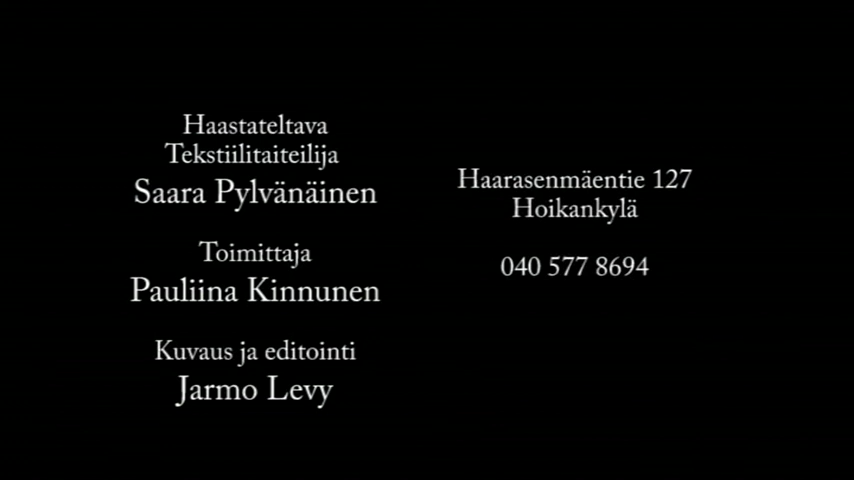 Haastateltava
Tekstiilitaiteilija
Saara Pylvänäinen
Toimittaja
Pauliina Kinnunen
Kuvaus ja editointi
Jarmo Levy
Haarasenmäentie 127
Hoikankylä
040 577 8694